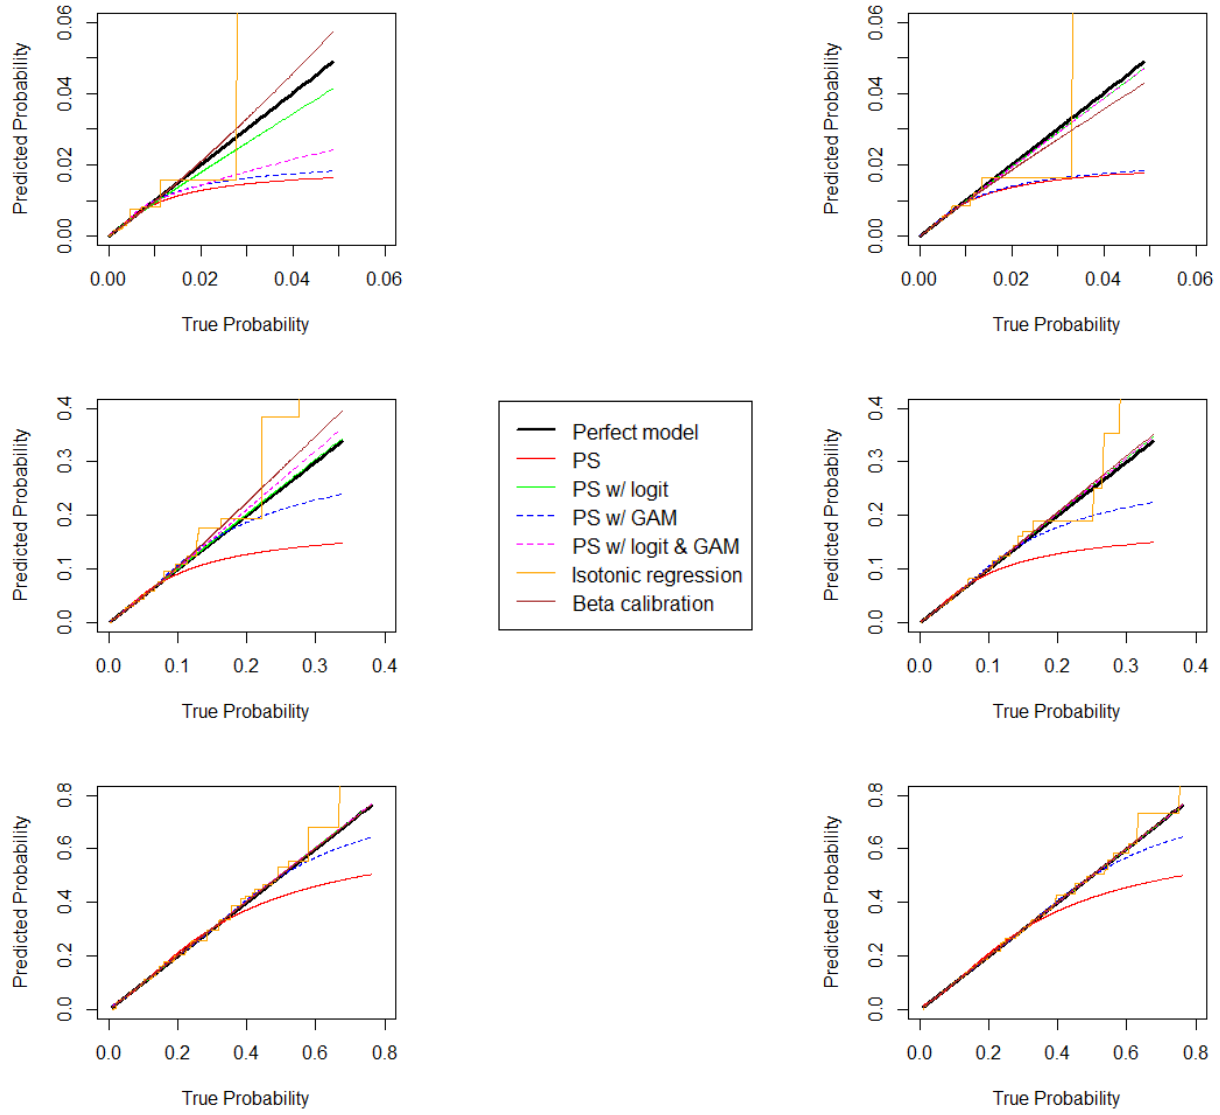 0.06
0.04
0.02
0.00
Predicted Probability
0.00 0.02 0.04 0.06
True Probability
0.06
0.04
0.02
0.00
Predicted Probability
0.00 0.02 0.04 0.06
True Probability
0.4
0.3
0.2
0.1
0.0
Predicted Probability
0.0 0.1 0.2 0.3 0.4
True Probability
Perfect model
PS
PS w/ logit
PS w/ GAM
PS w/ logit & GAM
Isotonic regression
Beta calibration
0.4
0.3
0.2
0.1
0.0
Predicted Probability
0.0 0.1 0.2 0.3 0.4
True Probability
0.8
0.6
0.4
0.2
0.0
Predicted Probability
0.0 0.2 0.4 0.6 0.8
True Probability
0.8
0.6
0.4
0.2
0.0
Predicted Probability
0.0 0.2 0.4 0.6 0.8
True Probability